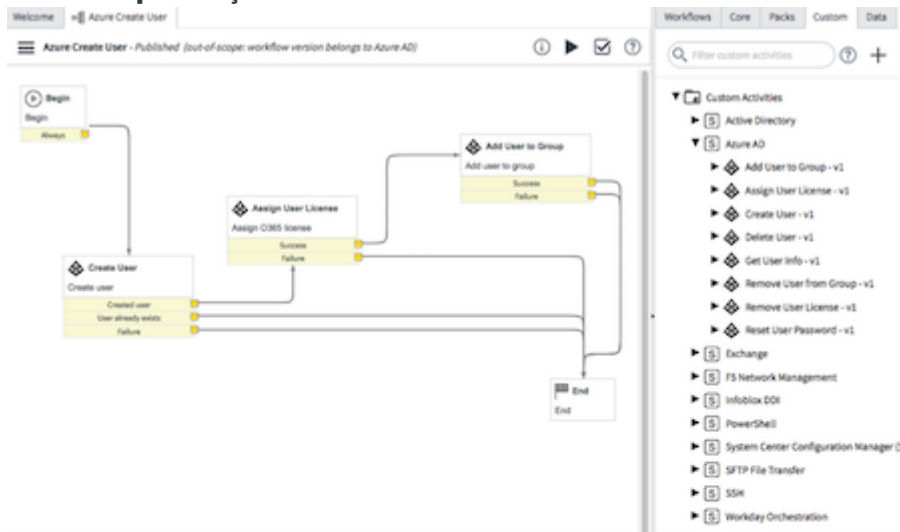 Welcome
Azure Create User
Workflows
Core
Packs
Custom
Data
Azure Create User - Published (out-of-scope: workflow version belongs to Azure AD)
Filter custom activities
Begin
Begin
Always
Add User to Group
Add user to group
Success
Failure
Assign User License
Assign O365 license
Success
Failure
Create User
Create user
Created user
User already exists
Failure
End
End
Custom Activities
Active Directory
Azure AD
Add User to Group - v1
Assign User License - v1
Create User - v1
Delete User - v1
Get User Info - v1
Remove User from Group - v1
Remove User License - v1
Reset User Password - v1
Exchange
F5 Network Management
Infoblox DDI
PowerShell
System Center Configuration Manager (
SFTP File Transfer
SSH
Workday Orchestration